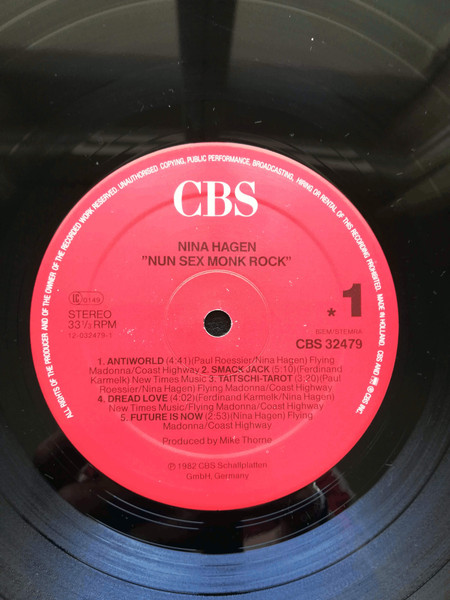 ALL RIGHTS OF THE PRODUCER AND OF THE OWNER OF THE RECORDED WORK RESERVED. UNAUTHORISED COPYING, PUBLIC PERFORMANCE, BROADCASTING, HIRING OR RENTAL OF THIS RECORDING PROHIBITED. MADE IN HOLLAND.
CBS AND ® CBS INC.
CBS
NINA HAGEN
"NUN SEX MONK ROCK"
LC 0149
STEREO
33⅓ RPM
12-032479-1
* 1
BIEM/STEMRA
CBS 32479
1. ANTIWORLD (4:41) (Paul Roessler/Nina Hagen) Flying
Madonna/Coast Highway 2. SMACK JACK (5:10) (Ferdinand
Karmelk) New Times Music 3. TAITSCHI-TAROT (3:20) (Paul
Roessler/Nina Hagen) Flying Madonna/Coast Highway
4. DREAD LOVE (4:02) (Ferdinand Karmelk/Nina Hagen)
New Times Music/Flying Madonna/Coast Highway
5. FUTURE IS NOW (2:53) (Nina Hagen) Flying
Madonna/Coast Highway
Produced by Mike Thorne
℗ 1982 CBS Schallplatten
GmbH, Germany